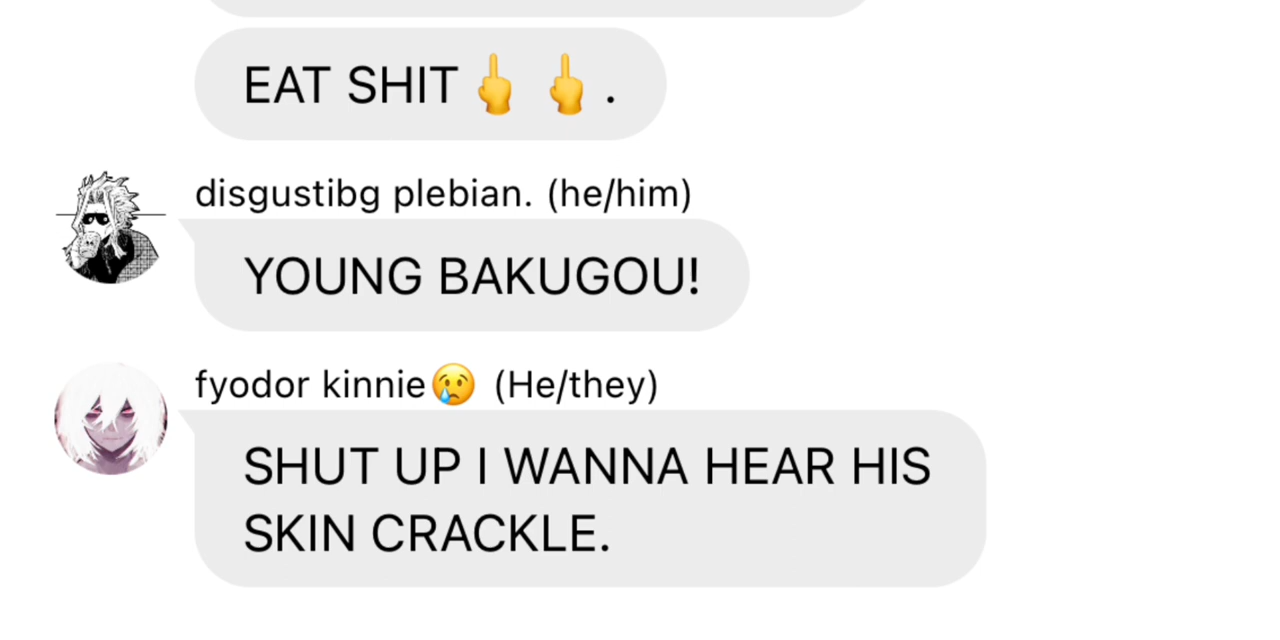 EAT SHIT🖕 🖕 .
disgustibg plebian. (he/him)
YOUNG BAKUGOU!
fyodor kinnie😢 (He/they)
SHUT UP I WANNA HEAR HIS
SKIN CRACKLE.